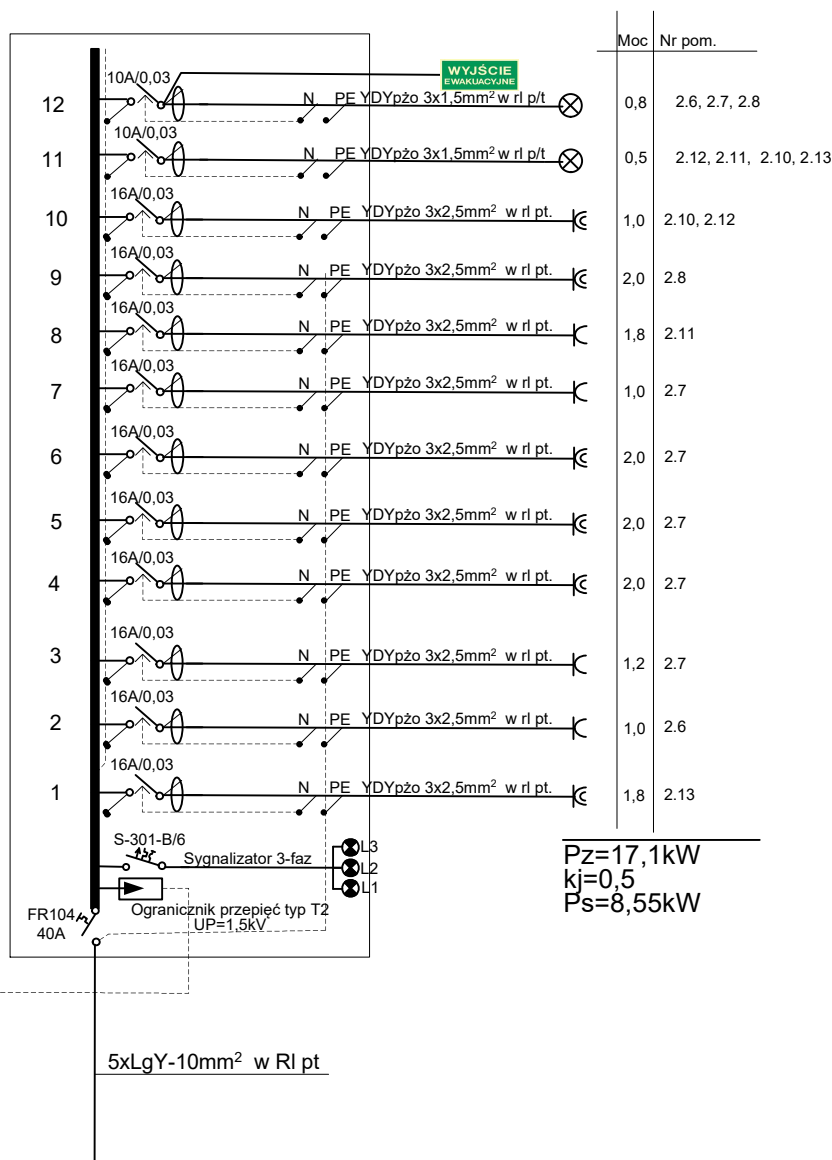 Moc Nr pom.
WYJŚCIE
EWAKUACYJNE
10A/0,03
12 N PE YDYpżo 3x1,5mm² w rl p/t 0,8 2.6, 2.7, 2.8
10A/0,03
11 N PE YDYpżo 3x1,5mm² w rl p/t 0,5 2.12, 2.11, 2.10, 2.13
16A/0,03
10 N PE YDYpżo 3x2,5mm² w rl pt. 1,0 2.10, 2.12
16A/0,03
9 N PE YDYpżo 3x2,5mm² w rl pt. 2,0 2.8
16A/0,03
8 N PE YDYpżo 3x2,5mm² w rl pt. 1,8 2.11
16A/0,03
7 N PE YDYpżo 3x2,5mm² w rl pt. 1,0 2.7
16A/0,03
6 N PE YDYpżo 3x2,5mm² w rl pt. 2,0 2.7
16A/0,03
5 N PE YDYpżo 3x2,5mm² w rl pt. 2,0 2.7
16A/0,03
4 N PE YDYpżo 3x2,5mm² w rl pt. 2,0 2.7
16A/0,03
3 N PE YDYpżo 3x2,5mm² w rl pt. 1,2 2.7
16A/0,03
2 N PE YDYpżo 3x2,5mm² w rl pt. 1,0 2.6
16A/0,03
1 N PE YDYpżo 3x2,5mm² w rl pt. 1,8 2.13
S-301-B/6
Sygnalizator 3-faz
L3
L2
L1
Pz=17,1kW
kj=0,5
Ps=8,55kW
Ogranicznik przepięć typ T2
UP=1,5kV
FR104
40A
5xLgY-10mm² w Rl pt